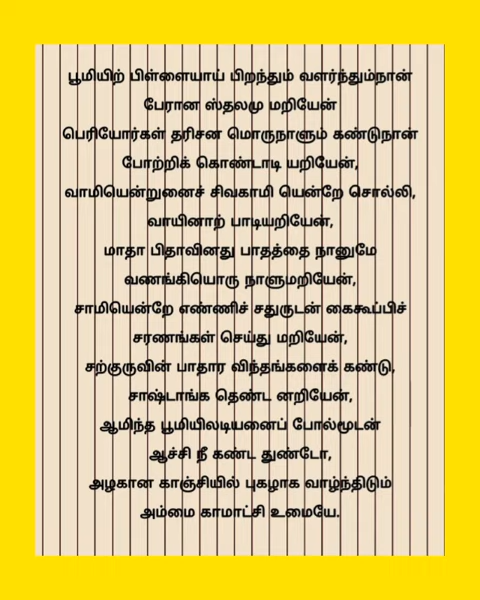 பூமியிற் பிள்ளையாய் பிறந்தும் வளர்ந்தும்நான்
பேரான ஸ்தலமு மறியேன்
பெரியோர்கள் தரிசன மொருநாளும் கண்டுநான்
போற்றிக் கொண்டாடி யறியேன்,
வாமியென்றுனைச் சிவகாமி யென்றே சொல்லி,
வாயினாற் பாடியறியேன்,
மாதா பிதாவினது பாதத்தை நானுமே
வணங்கியொரு நாளுமறியேன்,
சாமியென்றே எண்ணிச் சதுருடன் கைகூப்பிச்
சரணங்கள் செய்து மறியேன்,
சற்குருவின் பாதார விந்தங்களைக் கண்டு,
சாஷ்டாங்க தெண்ட னறியேன்,
ஆமிந்த பூமியிலடியனைப் போல்மூடன்
ஆச்சி நீ கண்ட துண்டோ,
அழகான காஞ்சியில் புகழாக வாழ்ந்திடும்
அம்மை காமாட்சி உமையே.